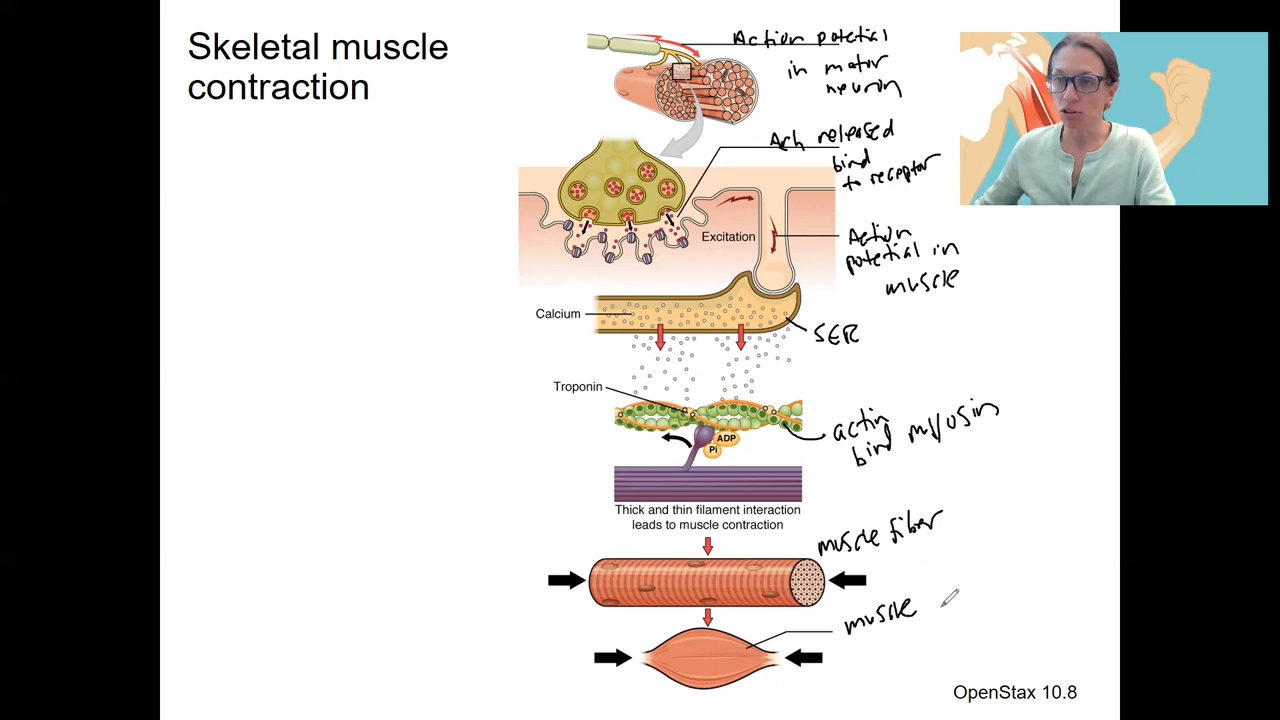 Skeletal muscle
contraction
Action potential
in motor
neuron
Ach released
bind
to receptor
Excitation
Action
potential in
muscle
Calcium
SER
Troponin
actin
bind myosin
ADP
Pi
Thick and thin filament interaction
leads to muscle contraction
muscle fiber
muscle
OpenStax 10.8